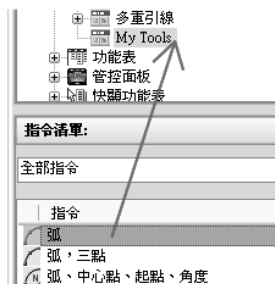 多重引線
My Tools
功能表
管控面板
快顯功能表
指令清單:
全部指令
指令
弧
弧，三點
弧、中心點、起點、角度